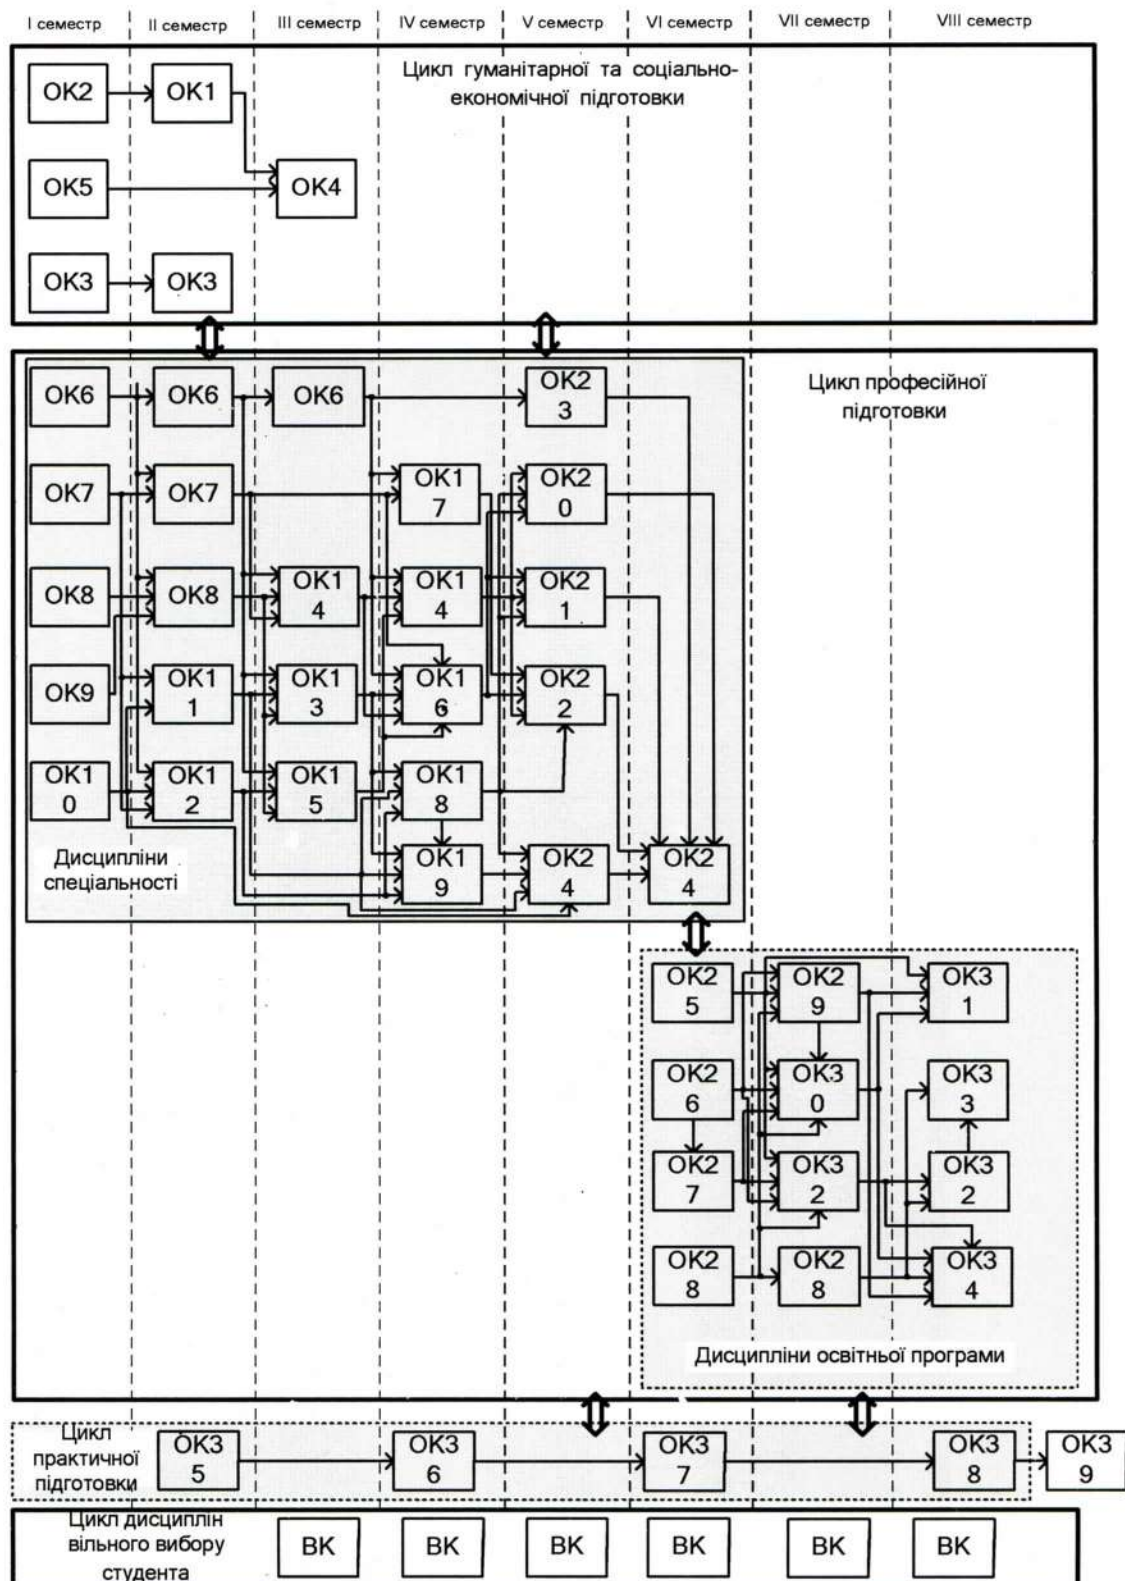 I семестр
II семестр
III семестр
IV семестр
V семестр
VI семестр
VII семестр
VIII семестр
Цикл гуманітарної та соціально-
економічної підготовки
ОК2
ОК1
ОК5
ОК4
ОК3
ОК3
Цикл професійної
підготовки
ОК6
ОК6
ОК6
ОК2
3
ОК7
ОК7
ОК1
7
ОК2
0
ОК8
ОК8
ОК1
4
ОК1
4
ОК2
1
ОК9
ОК1
1
ОК1
3
ОК1
6
ОК2
2
ОК1
0
ОК1
2
ОК1
5
ОК1
8
Дисципліни
спеціальності
ОК1
9
ОК2
4
ОК2
4
ОК2
5
ОК2
9
ОК3
1
ОК2
6
ОК3
0
ОК3
3
ОК2
7
ОК3
2
ОК3
2
ОК2
8
ОК2
8
ОК3
4
Дисципліни освітньої програми
Цикл
практичної
підготовки
ОК3
5
ОК3
6
ОК3
7
ОК3
8
ОК3
9
Цикл дисциплін
вільного вибору
студента
ВК
ВК
ВК
ВК
ВК
ВК